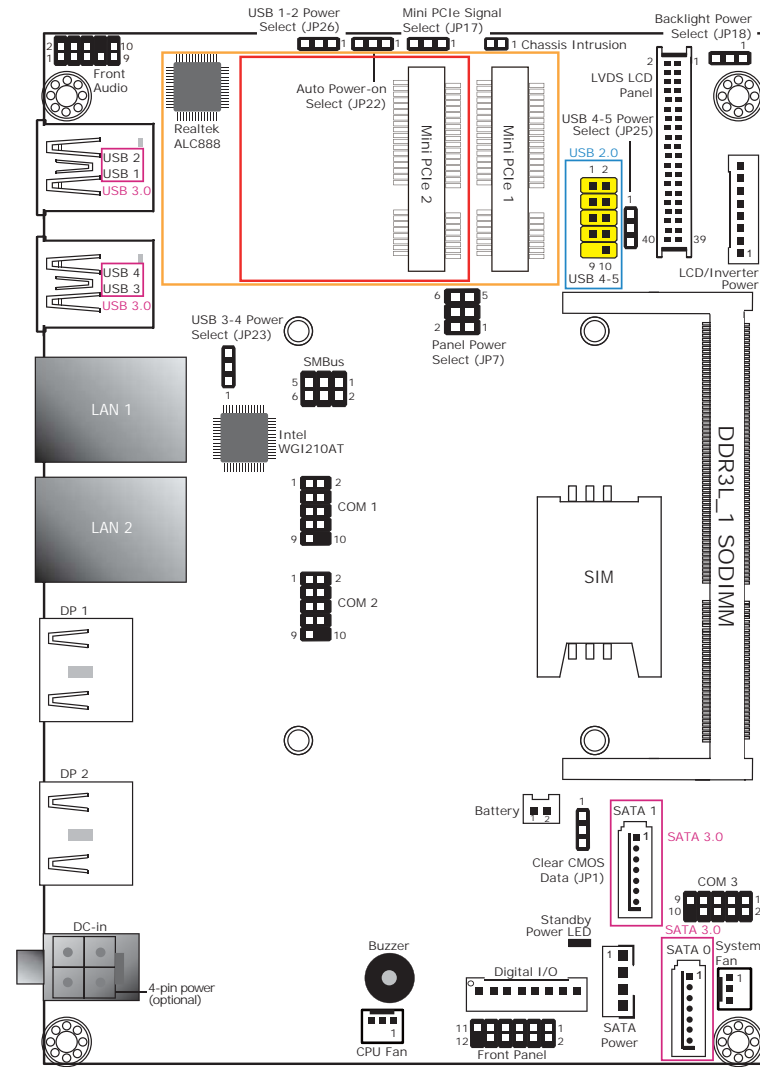 USB 1-2 Power
Select (JP26)
Mini PCIe Signal
Select (JP17)
Backlight Power
Select (JP18)
1
1
1
1 Chassis Intrusion
1
2 10
1 9
Front
Audio
Auto Power-on
Select (JP22)
Realtek
ALC888
Mini PCIe 2
Mini PCIe 1
2 1
LVDS LCD
Panel
40 39
USB 4-5 Power
Select (JP25)
1
USB 2.0
1 2
9 10
USB 4-5
1
LCD/Inverter
Power
USB 2
USB 1
USB 3.0
USB 4
USB 3
USB 3.0
USB 3-4 Power
Select (JP23)
1
6 5
2 1
Panel Power
Select (JP7)
SMBus
5 1
6 2
LAN 1
Intel
WGI210AT
1 2
COM 1
9 10
LAN 2
1 2
COM 2
9 10
DDR3L_1 SODIMM
SIM
DP 1
DP 2
Battery
1 2
1
Clear CMOS
Data (JP1)
SATA 1
1
SATA 3.0
COM 3
9 1
10 2
SATA 3.0
SATA 0
1
System
Fan
1
Standby
Power LED
DC-in
4-pin power
(optional)
Buzzer
1
CPU Fan
Digital I/O
11 1
12 2
Front Panel
1
SATA
Power